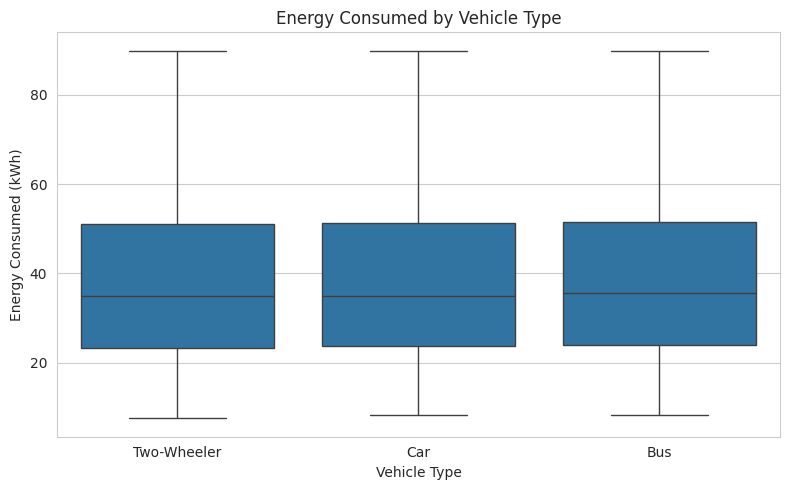 Energy Consumed by Vehicle Type
Energy Consumed (kWh)
80
60
40
20
Two-Wheeler
Car
Bus
Vehicle Type